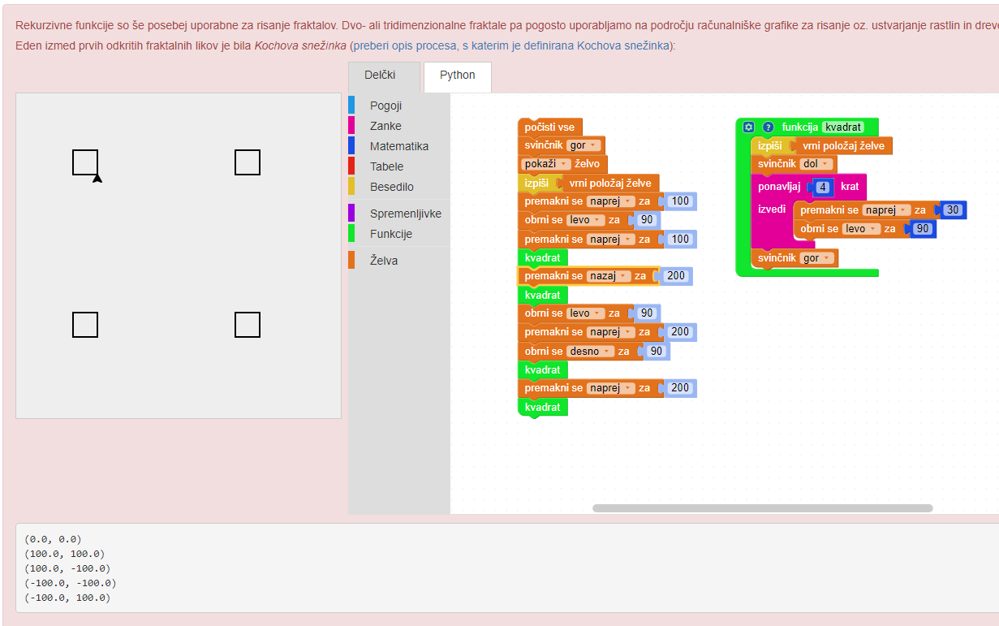 Rekurzivne funkcije so še posebej uporabne za risanje fraktalov. Dvo- ali tridimenzionalne fraktale pa pogosto uporabljamo na področju računalniške grafike za risanje oz. ustvarjanje rastlin in
Eden izmed prvih odkritih fraktalnih likov je bila Kochova snežinka (preberi opis procesa, s katerim je definirana Kochova snežinka):
Delčki
Python
Pogoji
Zanke
Matematika
Tabele
Besedilo
Spremenljivke
Funkcije
Želva
počisti vse
svinčnik gor
pokaži želvo
izpiši vrni položaj želve
premakni se naprej za 100
obrni se levo za 90
premakni se naprej za 100
kvadrat
premakni se nazaj za 200
kvadrat
obrni se levo za 90
premakni se naprej za 200
obrni se desno za 90
kvadrat
premakni se naprej za 200
kvadrat
? funkcija kvadrat
izpiši vrni položaj želve
svinčnik dol
ponavljaj 4 krat
izvedi premakni se naprej za 30
obrni se levo za 90
svinčnik gor
(0.0, 0.0)
(100.0, 100.0)
(100.0, -100.0)
(-100.0, -100.0)
(-100.0, 100.0)